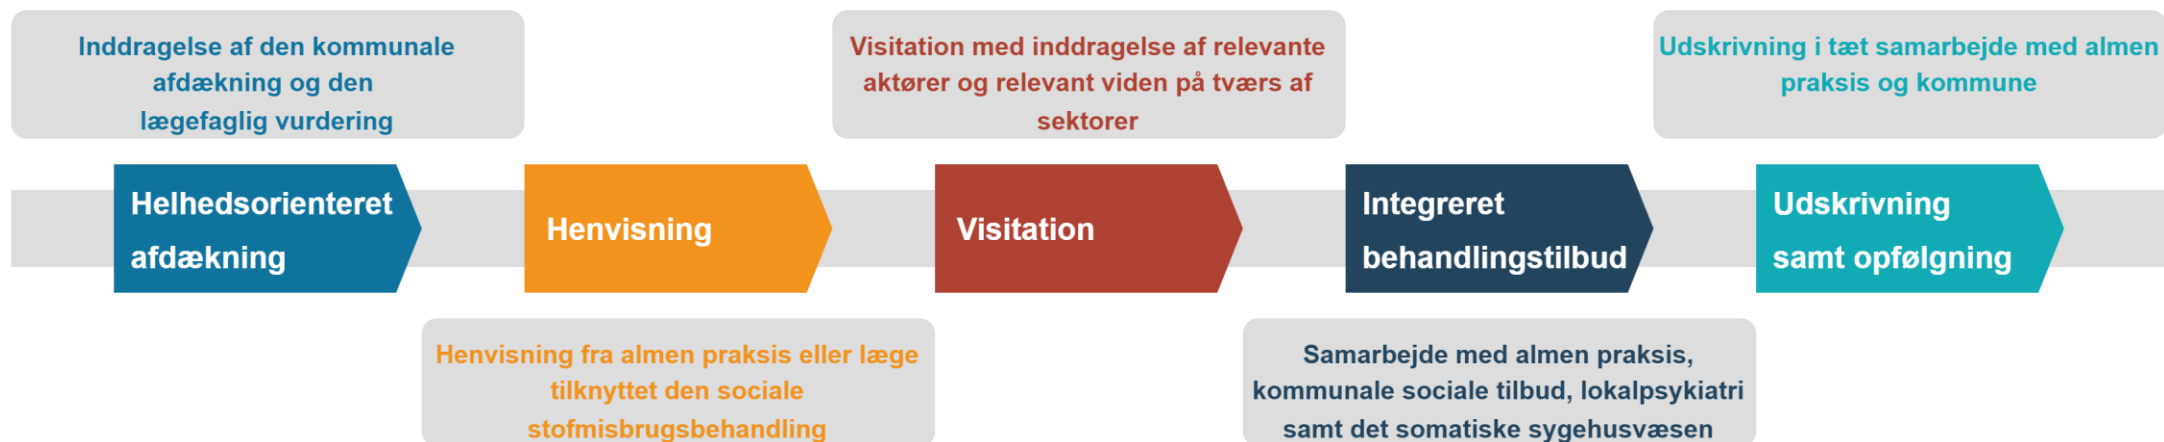 Inddragelse af den kommunale
afdækning og den
lægefaglig vurdering
Visitation med inddragelse af relevante
aktører og relevant viden på tværs af
sektorer
Udskrivning i tæt samarbejde med almen
praksis og kommune
Helhedsorienteret
afdækning
Henvisning
Visitation
Integreret
behandlingstilbud
Udskrivning
samt opfølgning
Henvisning fra almen praksis eller læge
tilknyttet den sociale
stofmisbrugsbehandling
Samarbejde med almen praksis,
kommunale sociale tilbud, lokalpsykiatri
samt det somatiske sygehusvæsen